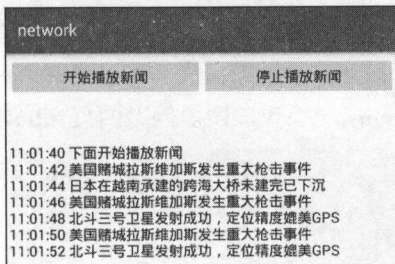 network
开始播放新闻 停止播放新闻
11:01:40 下面开始播放新闻
11:01:42 美国赌城拉斯维加斯发生重大枪击事件
11:01:44 日本在越南承建的跨海大桥未建完已下沉
11:01:46 美国赌城拉斯维加斯发生重大枪击事件
11:01:48 北斗三号卫星发射成功，定位精度媲美GPS
11:01:50 美国赌城拉斯维加斯发生重大枪击事件
11:01:52 北斗三号卫星发射成功，定位精度媲美GPS